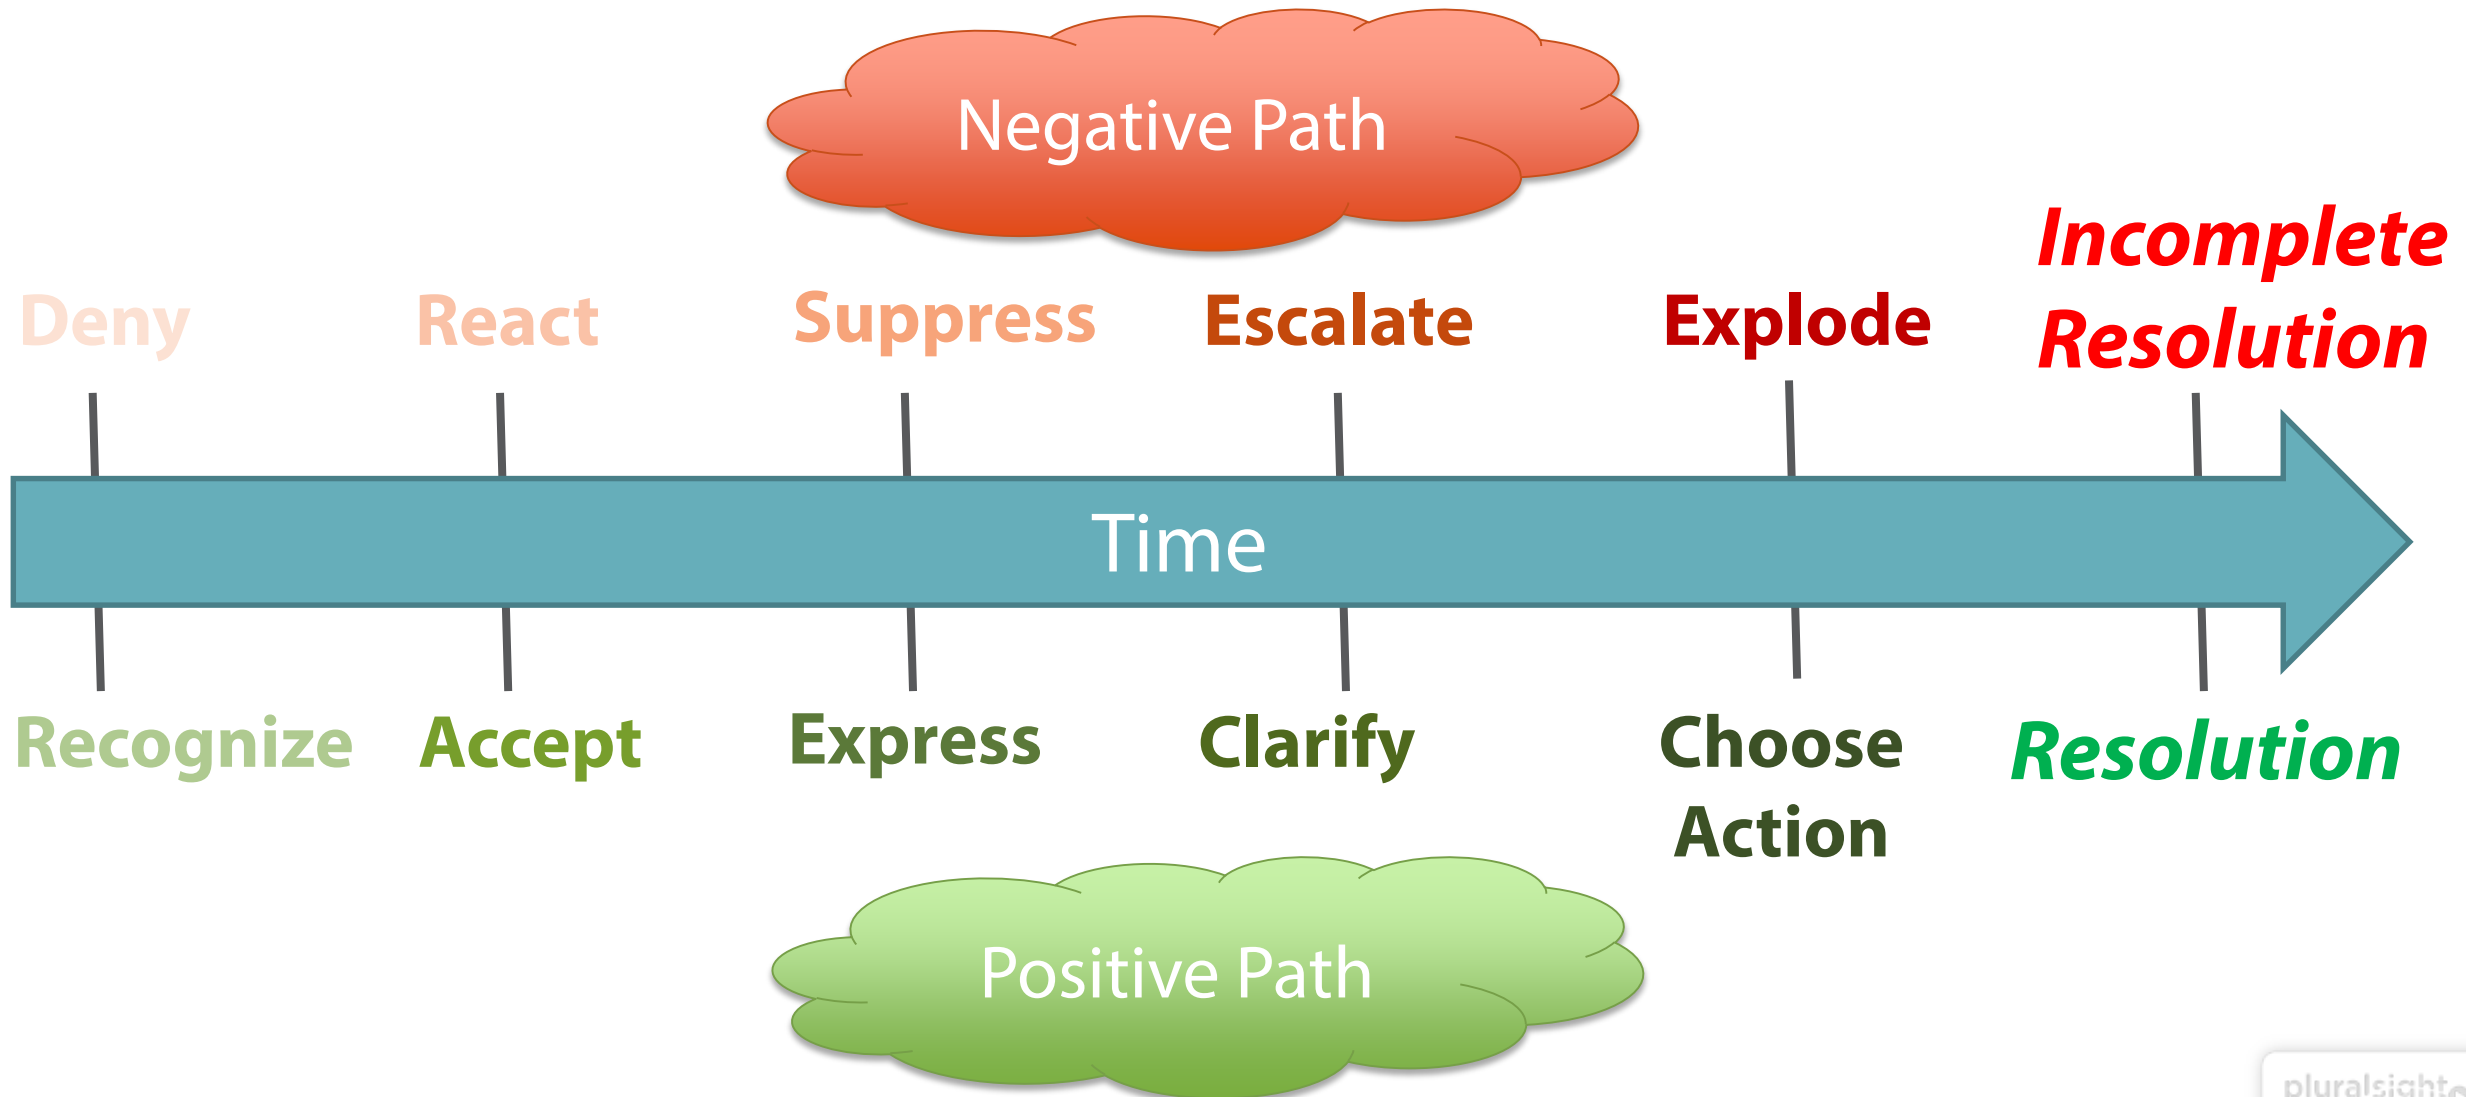 Negative Path
Incomplete
Resolution
Deny React Suppress Escalate Explode
Time
Recognize Accept Express Clarify Choose Action Resolution
Positive Path
pluralsight